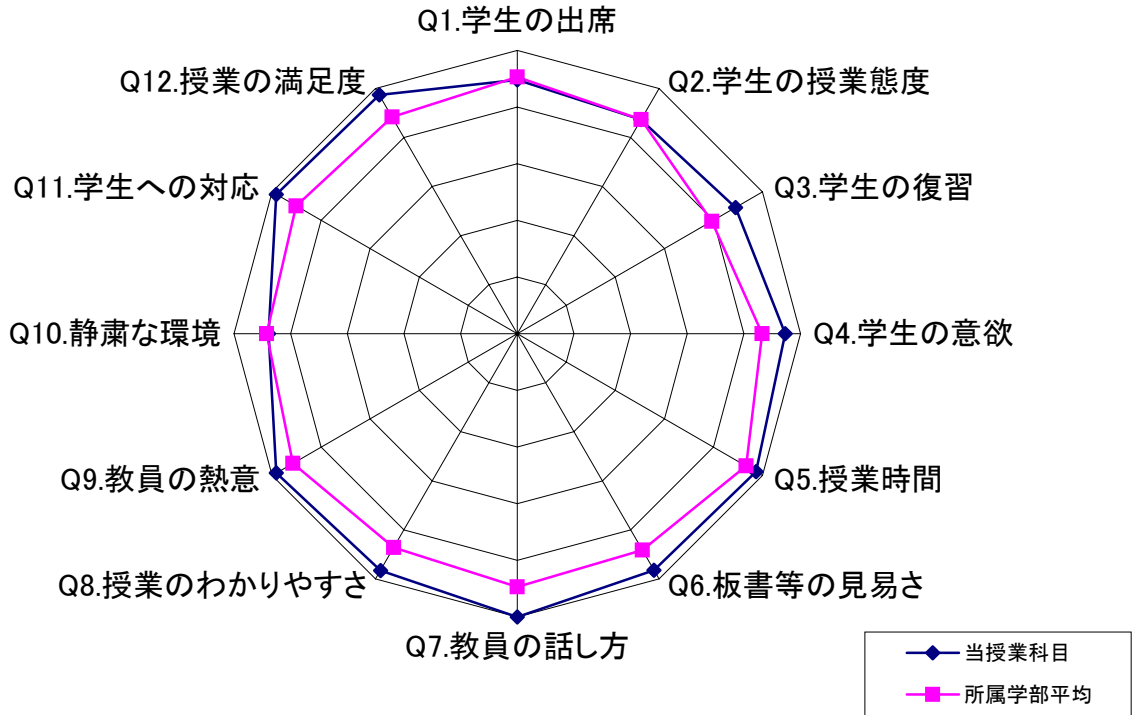 Q1.学生の出席
Q2.学生の授業態度
Q3.学生の復習
Q4.学生の意欲
Q5.授業時間
Q6.板書等の見易さ
Q7.教員の話し方
Q8.授業のわかりやすさ
Q9.教員の熱意
Q10.静粛な環境
Q11.学生への対応
Q12.授業の満足度
当授業科目
所属学部平均